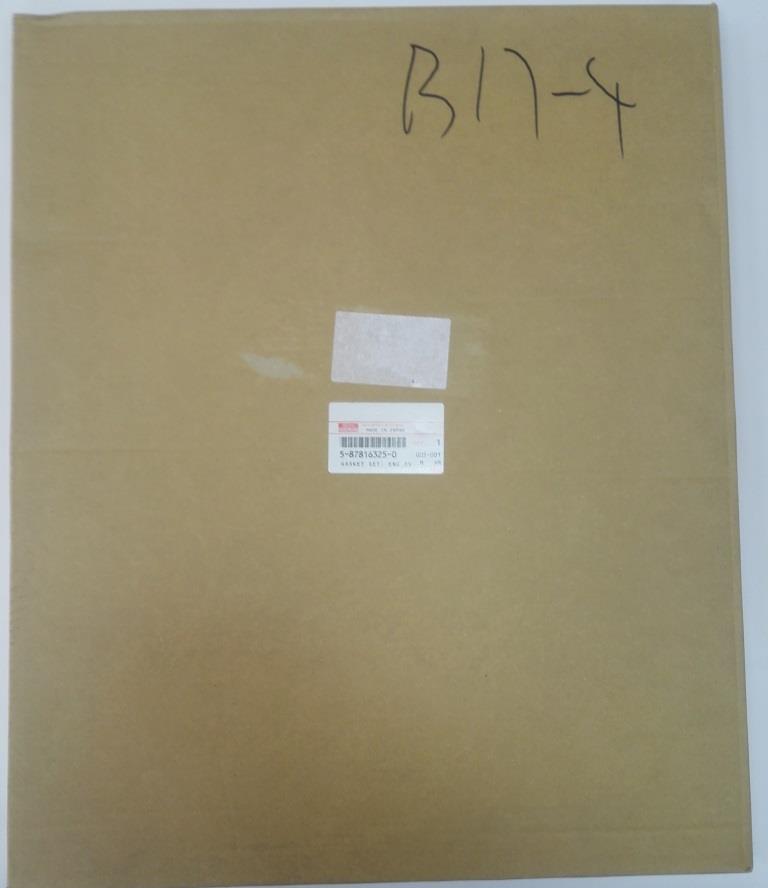 B17-4
MADE IN JAPAN
1
5-87816325-0
GASKET SET; ENG OV